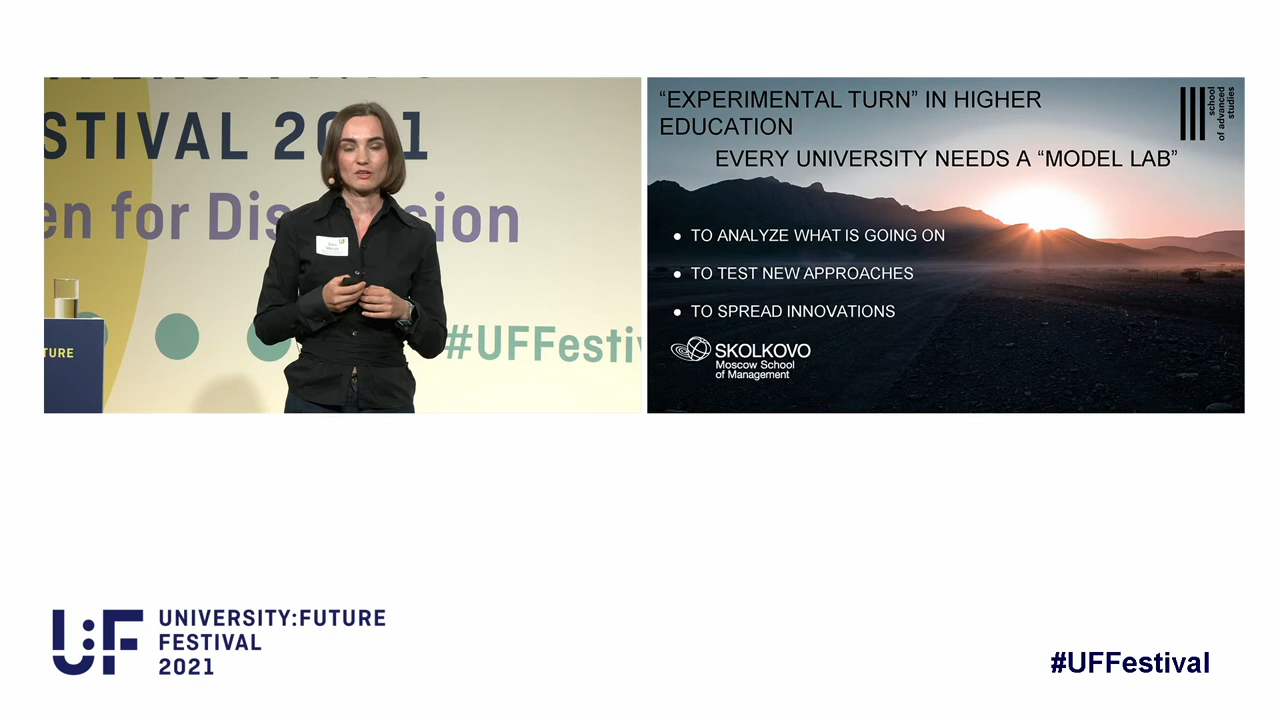 STIVAL 2021
en for Discussion
#UFFesti
TURE
“EXPERIMENTAL TURN” IN HIGHER
EDUCATION
EVERY UNIVERSITY NEEDS A “MODEL LAB”
school
of advanced
studies
● TO ANALYZE WHAT IS GOING ON
● TO TEST NEW APPROACHES
● TO SPREAD INNOVATIONS
SKOLKOVO
Moscow School
of Management
U:F
UNIVERSITY:FUTURE
FESTIVAL
2021
#UFFestival